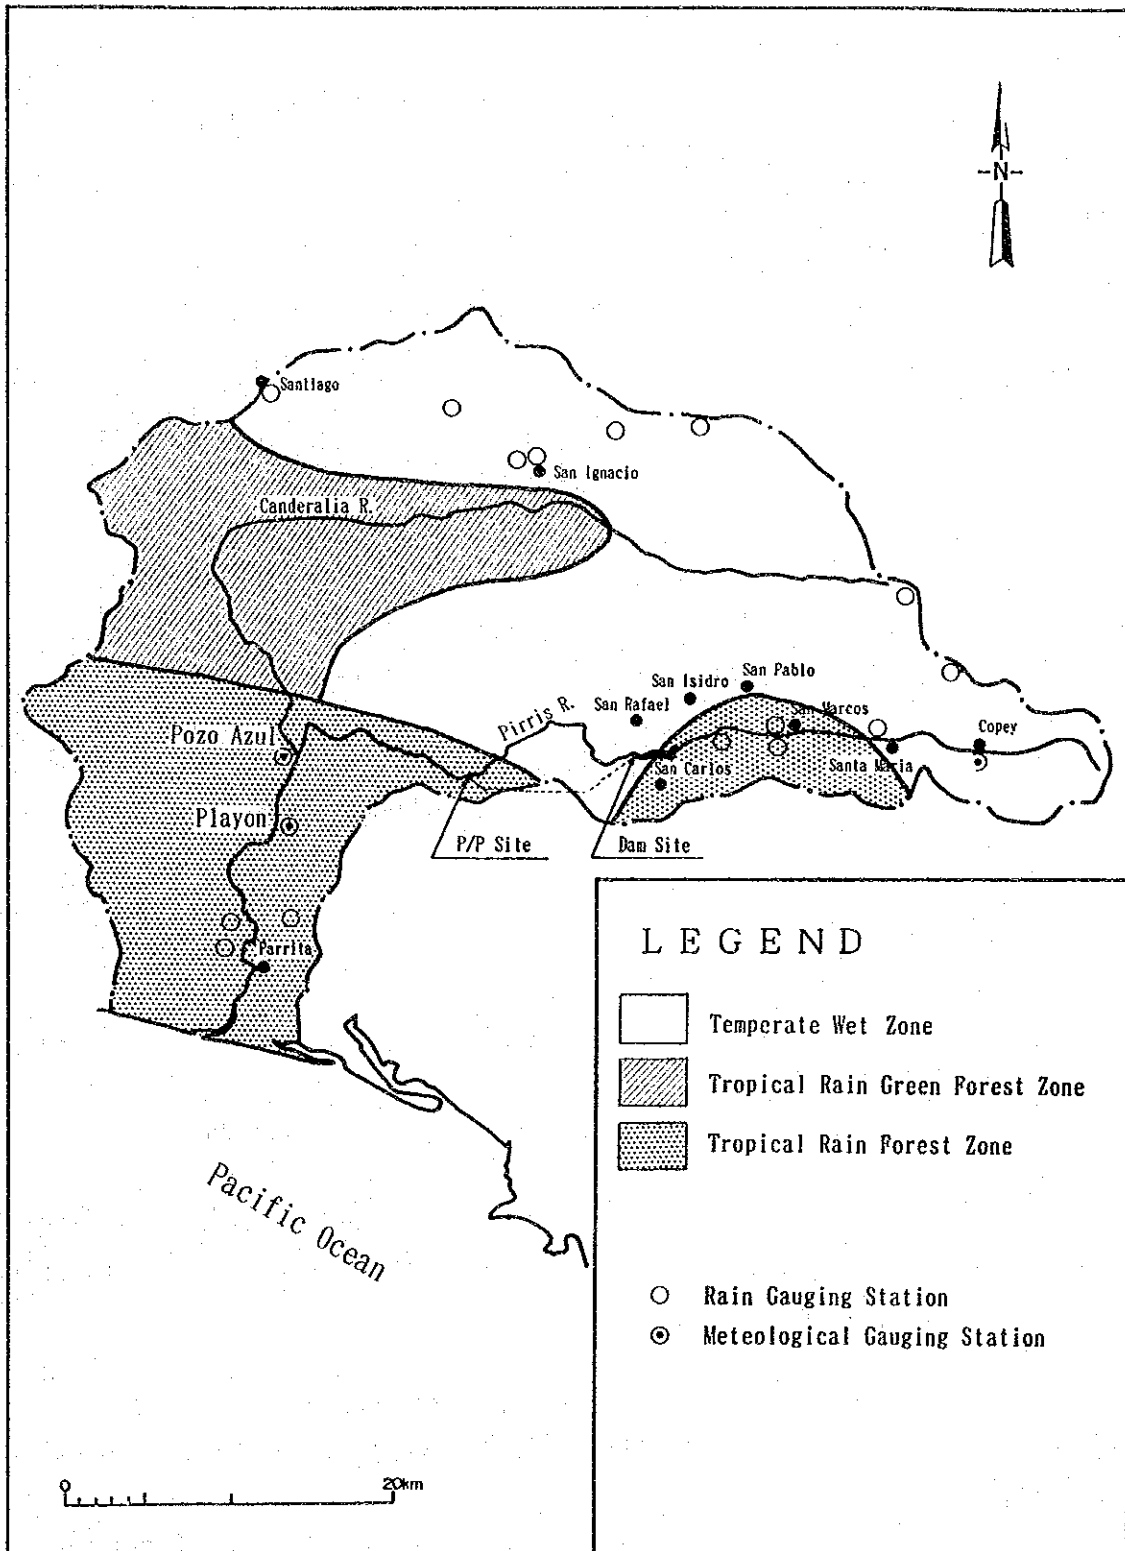 N
Santiago
San Ignacio
Canderalia R.
San Pablo
San Isidro
San Rafael
San Marcos
Pirris R.
Copey
Pozo Azul
Santa Maria
San Carlos
Playon
P/P Site
Dam Site
Parrita
LEGEND
Temperate Wet Zone
Tropical Rain Green Forest Zone
Tropical Rain Forest Zone
Pacific Ocean
Rain Gauging Station
Meteological Gauging Station
0 20km